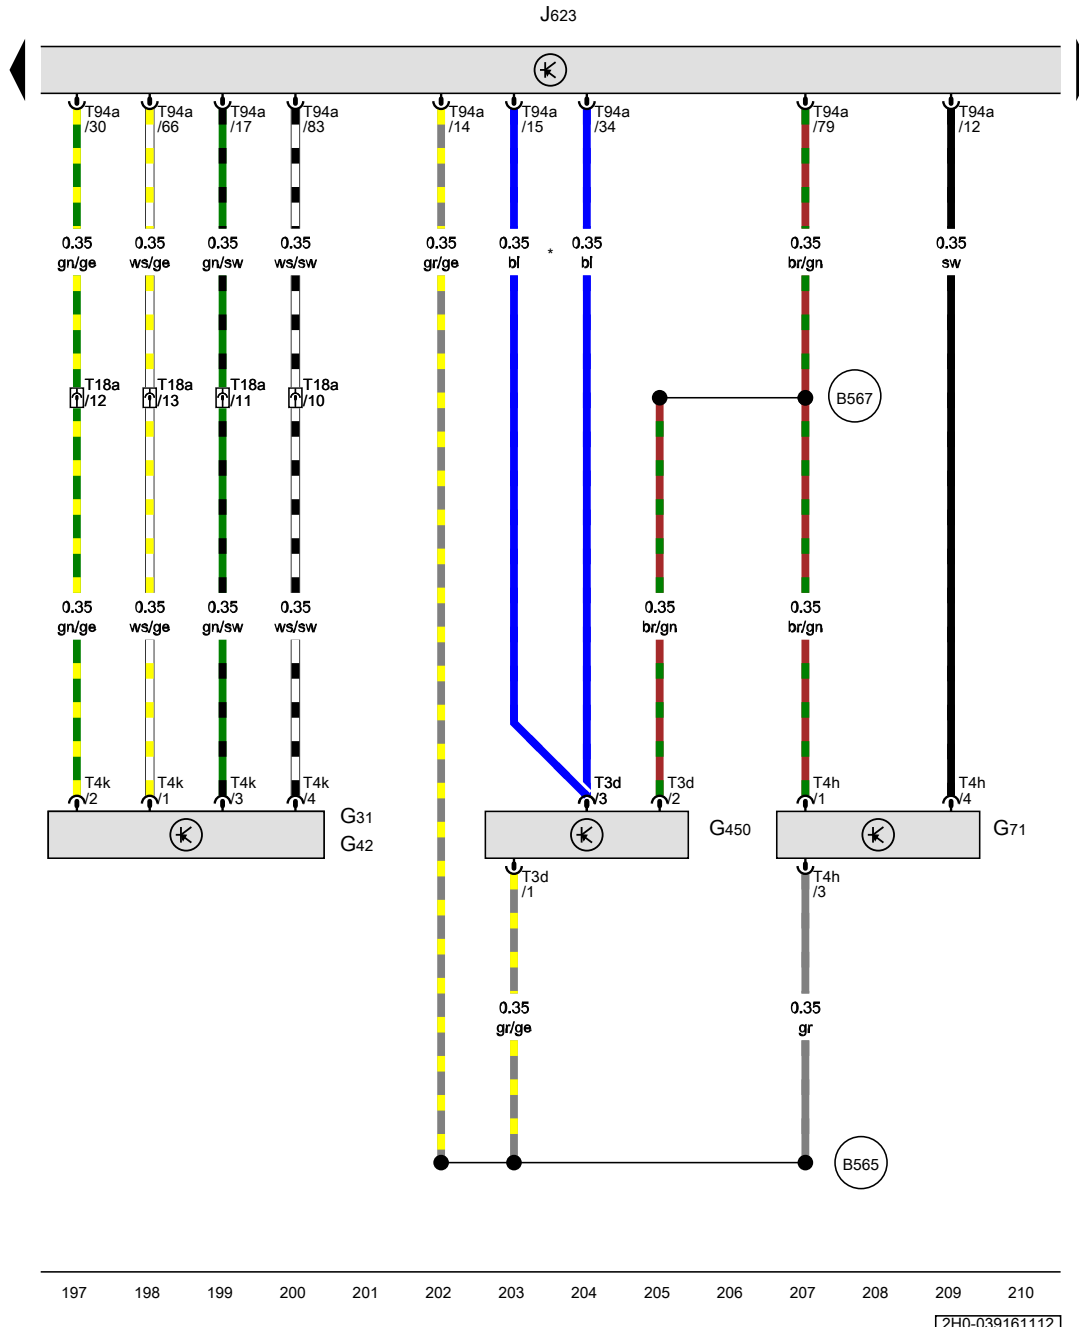 J623
T94a T94a T94a T94a T94a T94a T94a T94a T94a
/30 /66 /17 /83 /14 /15 /34 /79 /12
0.35 0.35 0.35 0.35 0.35 0.35 * 0.35 0.35 0.35
gn/ge ws/ge gn/sw ws/sw gr/ge bl bl br/gn sw
T18a T18a T18a T18a
/12 /13 /11 /10
B567
0.35 0.35 0.35 0.35 0.35 0.35
gn/ge ws/ge gn/sw ws/sw br/gn br/gn
T4k T4k T4k T4k T3d T3d T4h T4h
/2 /1 /3 /4 /3 /2 /1 /4
G31
G42
G450
G71
T3d T4h
/1 /3
0.35 0.35
gr/ge gr
B565
197 198 199 200 201 202 203 204 205 206 207 208 209 210
2H0-039161112